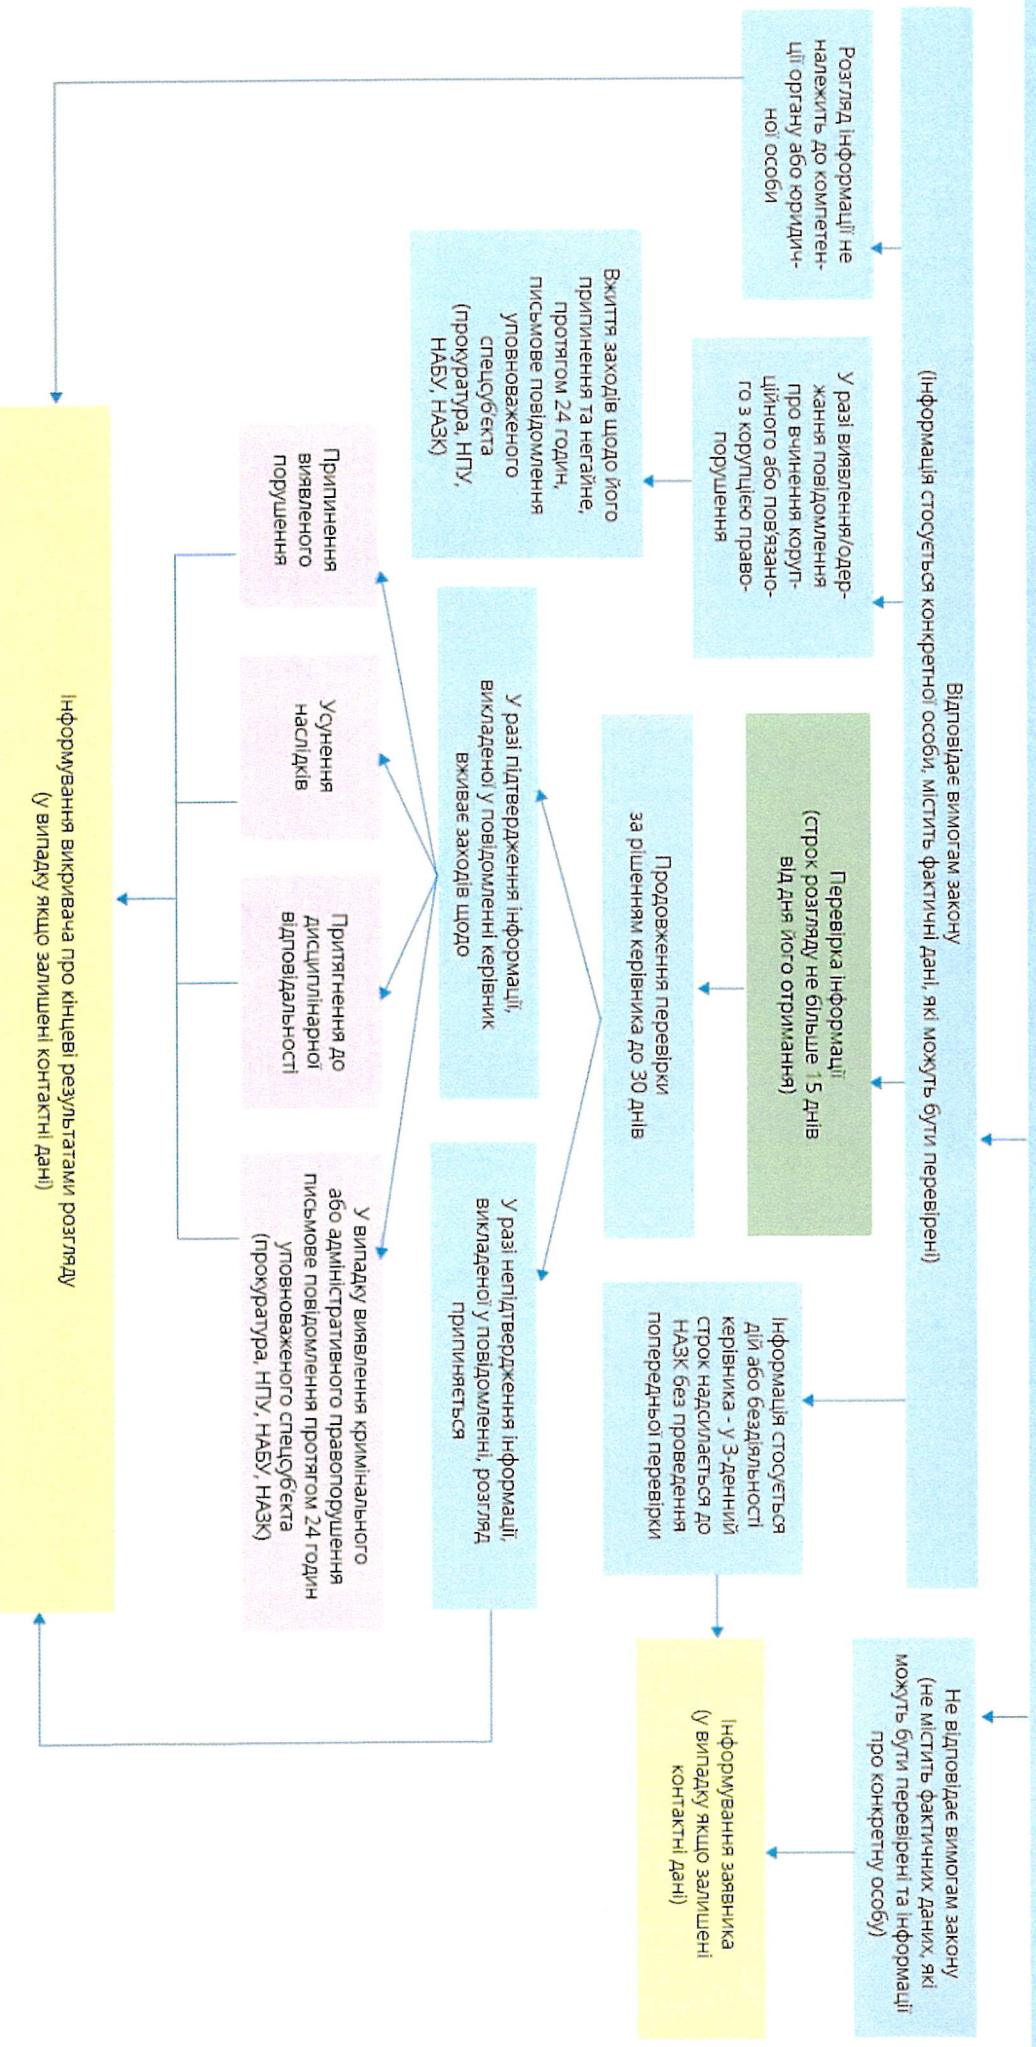 Відповідає вимогам закону
(інформація стосується конкретної особи, містить фактичні дані, які можуть бути перевірені)
Не відповідає вимогам закону
(не містить фактичних даних, які
можуть бути перевірені та інформації
про конкретну особу)
Розгляд інформації не
належить до компетен-
ції органу або юридич-
ної особи
У разі виявлення/одер-
жання повідомлення
про вчинення коруп-
ційного або пов'язано-
го з корупцією право-
порушення
Перевірка інформації
(строк розгляду не більше 15 днів
від дня його отримання)
Інформація стосується
дій або бездіяльності
керівника - у 3-денний
строк надсилається до
НАЗК без проведення
попередньої перевірки
Інформування заявника
(у випадку якщо залишені
контактні дані)
Вжиття заходів щодо його
припинення та негайне,
протягом 24 годин,
письмове повідомлення
уповноваженого
спецсуб'єкта
(прокуратура, НПУ,
НАБУ, НАЗК)
Продовження перевірки
за рішенням керівника до 30 днів
У разі підтвердження інформації,
викладеної у повідомленні керівник
вживає заходів щодо
У разі непідтвердження інформації,
викладеної у повідомленні, розгляд
припиняється
Припинення
виявленого
порушення
Усунення
наслідків
Притягнення до
дисциплінарної
відповідальності
У випадку виявлення кримінального
або адміністративного правопорушення
письмове повідомлення протягом 24 годин
уповноваженого спецсуб'єкта
(прокуратура, НПУ, НАБУ, НАЗК)
Інформування викривача про кінцеві результатами розгляду
(у випадку якщо залишені контактні дані)